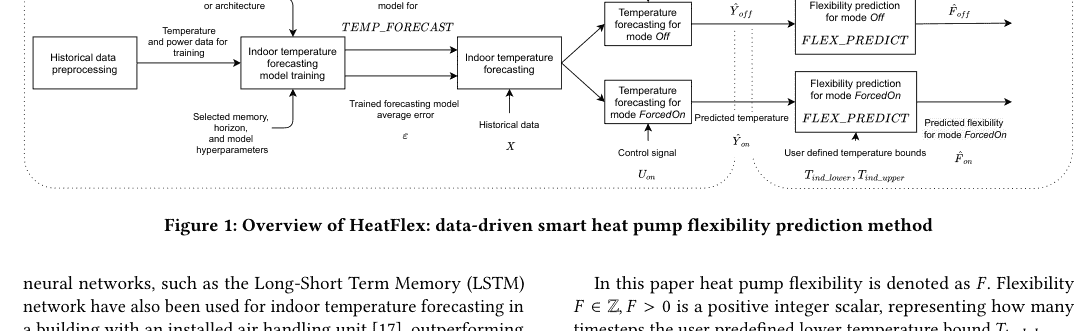 or architecture
model for
TEMP_FORECAST
Temperature
and power data for
training
Historical data
preprocessing
Indoor temperature
forecasting
model training
Indoor temperature
forecasting
Temperature
forecasting for
mode Off
Ŷoff
Flexibility prediction
for mode Off
FLEX_PREDICT
F̂off
Temperature
forecasting for
mode ForcedOn
Flexibility prediction
for mode ForcedOn
FLEX_PREDICT
Selected memory,
horizon,
and model
hyperparameters
Trained forecasting model
average error
ε
Historical data
X
Control signal
Uon
Predicted temperature
Ŷon
User defined temperature bounds
Tind_lower, Tind_upper
Predicted flexibility
for mode ForcedOn
F̂on
Figure 1: Overview of HeatFlex: data-driven smart heat pump flexibility prediction method
neural networks, such as the Long-Short Term Memory (LSTM)
network have also been used for indoor temperature forecasting in
a building with an installed air handling unit [17], outperforming
In this paper heat pump flexibility is denoted as F. Flexibility
F ∈ ℤ, F > 0 is a positive integer scalar, representing how many
timesteps the user predefined lower temperature bound